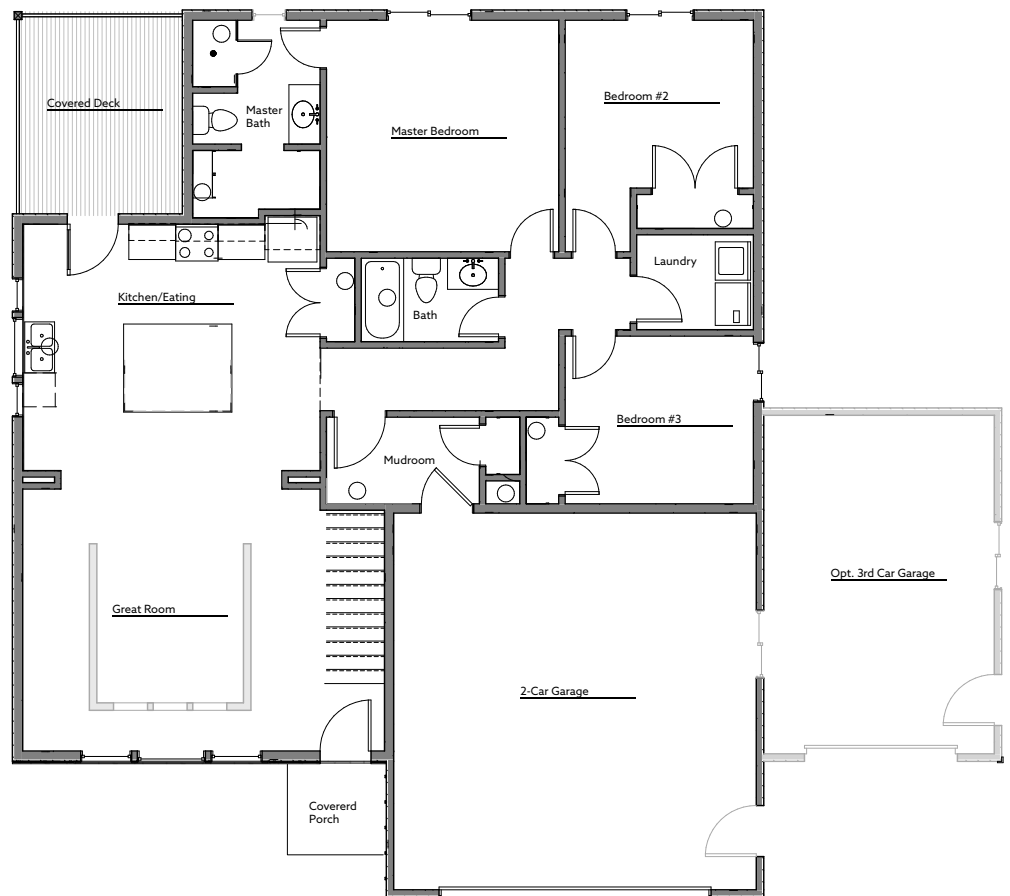 Covered Deck
Master
Bath
Master Bedroom
Bedroom #2
Laundry
Kitchen/Eating
Bath
Bedroom #3
Mudroom
Great Room
2-Car Garage
Opt. 3rd Car Garage
Covererd
Porch